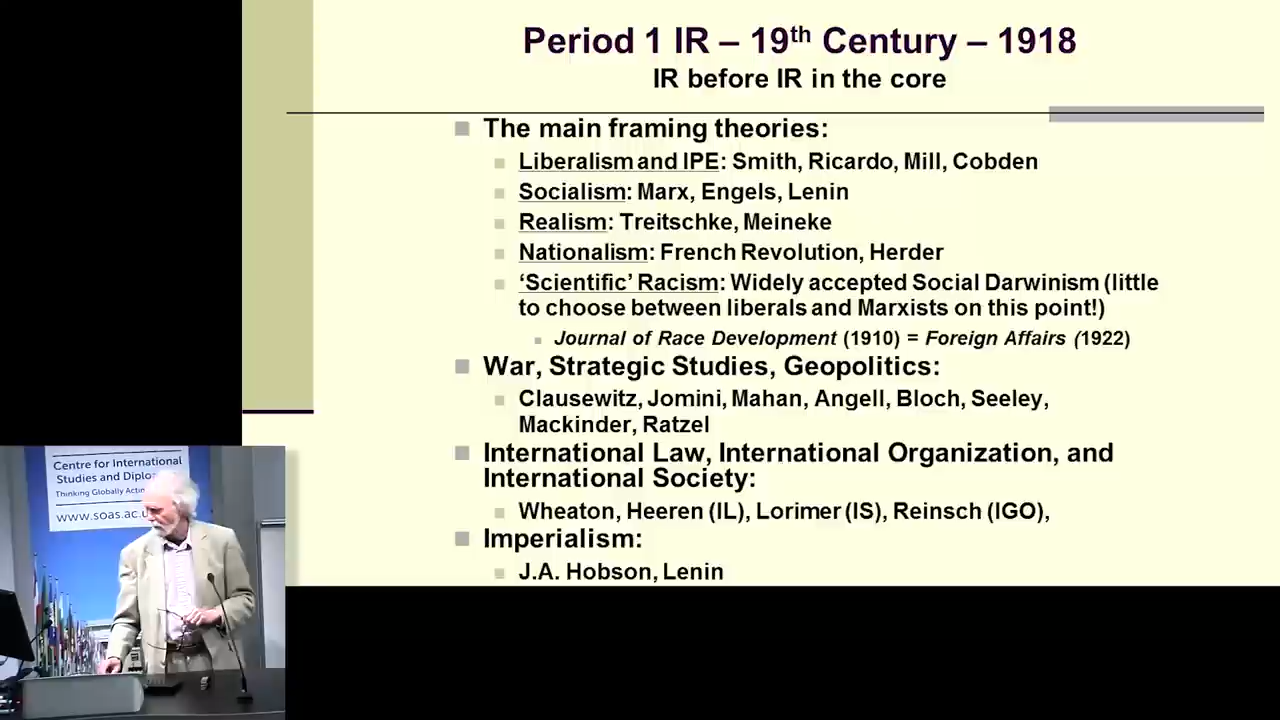 Period 1 IR – 19th Century – 1918
IR before IR in the core
The main framing theories:
Liberalism and IPE: Smith, Ricardo, Mill, Cobden
Socialism: Marx, Engels, Lenin
Realism: Treitschke, Meineke
Nationalism: French Revolution, Herder
‘Scientific’ Racism: Widely accepted Social Darwinism (little
to choose between liberals and Marxists on this point!)
Journal of Race Development (1910) = Foreign Affairs (1922)
War, Strategic Studies, Geopolitics:
Clausewitz, Jomini, Mahan, Angell, Bloch, Seeley,
Mackinder, Ratzel
International Law, International Organization, and
International Society:
Wheaton, Heeren (IL), Lorimer (IS), Reinsch (IGO),
Imperialism:
J.A. Hobson, Lenin
Centre for International
Studies and
Thinking Globally
www.soas.ac.